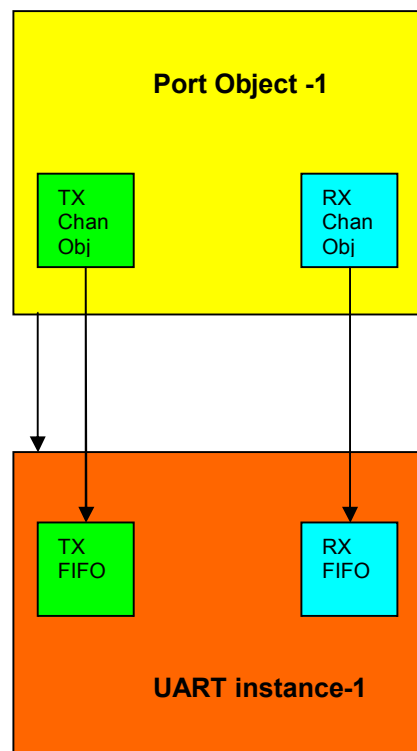 Port Object -1
TX
Chan
Obj
RX
Chan
Obj
TX
FIFO
RX
FIFO
UART instance-1